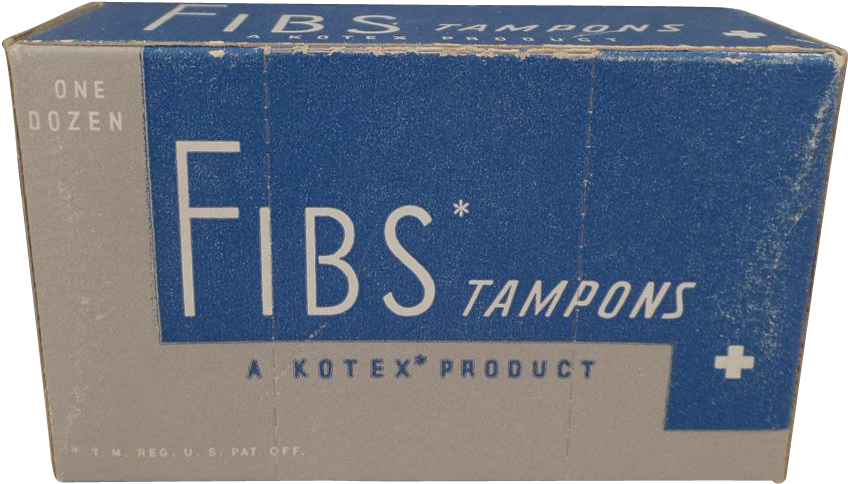 FIBS TAMPONS
A KOTEX PRODUCT
ONE
DOZEN
FIBS* TAMPONS
A KOTEX* PRODUCT
* T. M. REG. U. S. PAT. OFF.